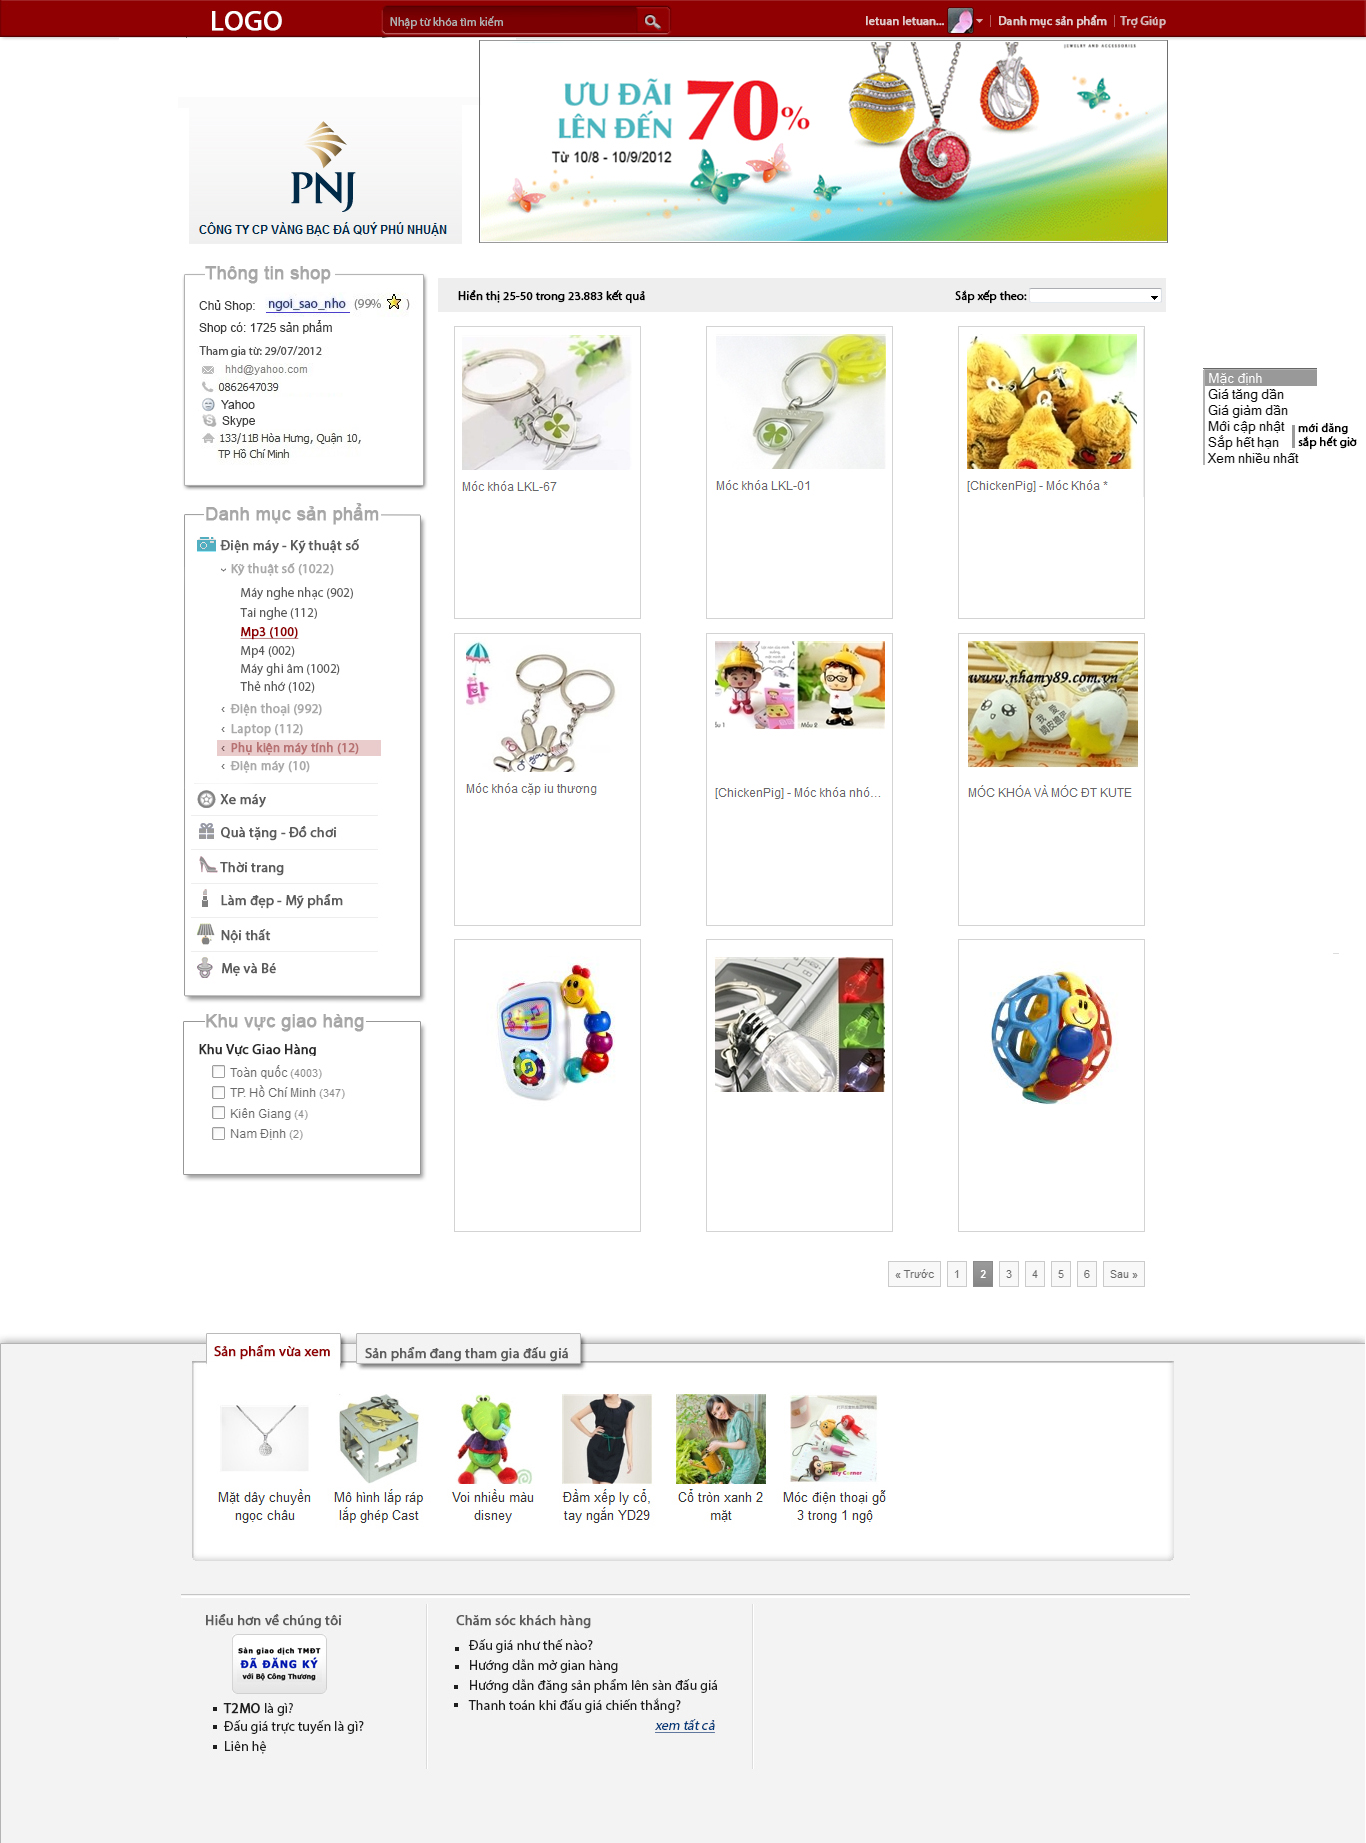 LOGO
Nhập từ khóa tìm kiếm
letuan letuan...
Danh mục sản phẩm
Trợ Giúp
JEWELRY AND ACCESSORIES
ƯU ĐÃI
LÊN ĐẾN
70%
Từ 10/8 - 10/9/2012
PNJ
CÔNG TY CP VÀNG BẠC ĐÁ QUÝ PHÚ NHUẬN
Thông tin shop
Chủ Shop: ngoi_sao_nho (99% )
Shop có: 1725 sản phẩm
Tham gia từ: 29/07/2012
hhd@yahoo.com
0862647039
Yahoo
Skype
133/11B Hòa Hưng, Quận 10,
TP Hồ Chí Minh
Danh mục sản phẩm
Điện máy - Kỹ thuật số
Kỹ thuật số (1022)
Máy nghe nhạc (902)
Tai nghe (112)
Mp3 (100)
Mp4 (002)
Máy ghi âm (1002)
Thẻ nhớ (102)
Điện thoại (992)
Laptop (112)
Phụ kiện máy tính (12)
Điện máy (10)
Xe máy
Quà tặng - Đồ chơi
Thời trang
Làm đẹp - Mỹ phẩm
Nội thất
Mẹ và Bé
Khu vực giao hàng
Khu Vực Giao Hàng
Toàn quốc (4003)
TP. Hồ Chí Minh (347)
Kiên Giang (4)
Nam Định (2)
Hiển thị 25-50 trong 23.883 kết quả
Sắp xếp theo:
Móc khóa LKL-67
Móc khóa LKL-01
[ChickenPig] - Móc Khóa *
Mặc định
Giá tăng dần
Giá giảm dần
Mới cập nhật
Sắp hết hạn
Xem nhiều nhất
mới đăng
sắp hết giờ
Móc khóa cặp iu thương
Mẫu 2
[ChickenPig] - Móc khóa nhó...
www.nhamy89.com.vn
MÓC KHÓA VÀ MÓC ĐT KUTE
« Trước
1
2
3
4
5
6
Sau »
Sản phẩm vừa xem
Sản phẩm đang tham gia đấu giá
Mặt dây chuyền
ngọc châu
Mô hình lắp ráp
lắp ghép Cast
Voi nhiều màu
disney
Đầm xếp ly cổ,
tay ngắn YD29
Cổ tròn xanh 2
mặt
Móc điện thoại gỗ
3 trong 1 ngộ
Hiểu hơn về chúng tôi
Sàn giao dịch TMĐT
ĐÃ ĐĂNG KÝ
với Bộ Công Thương
T2MO là gì?
Đấu giá trực tuyến là gì?
Liên hệ
Chăm sóc khách hàng
Đấu giá như thế nào?
Hướng dẫn mở gian hàng
Hướng dẫn đăng sản phẩm lên sàn đấu giá
Thanh toán khi đấu giá chiến thắng?
xem tất cả